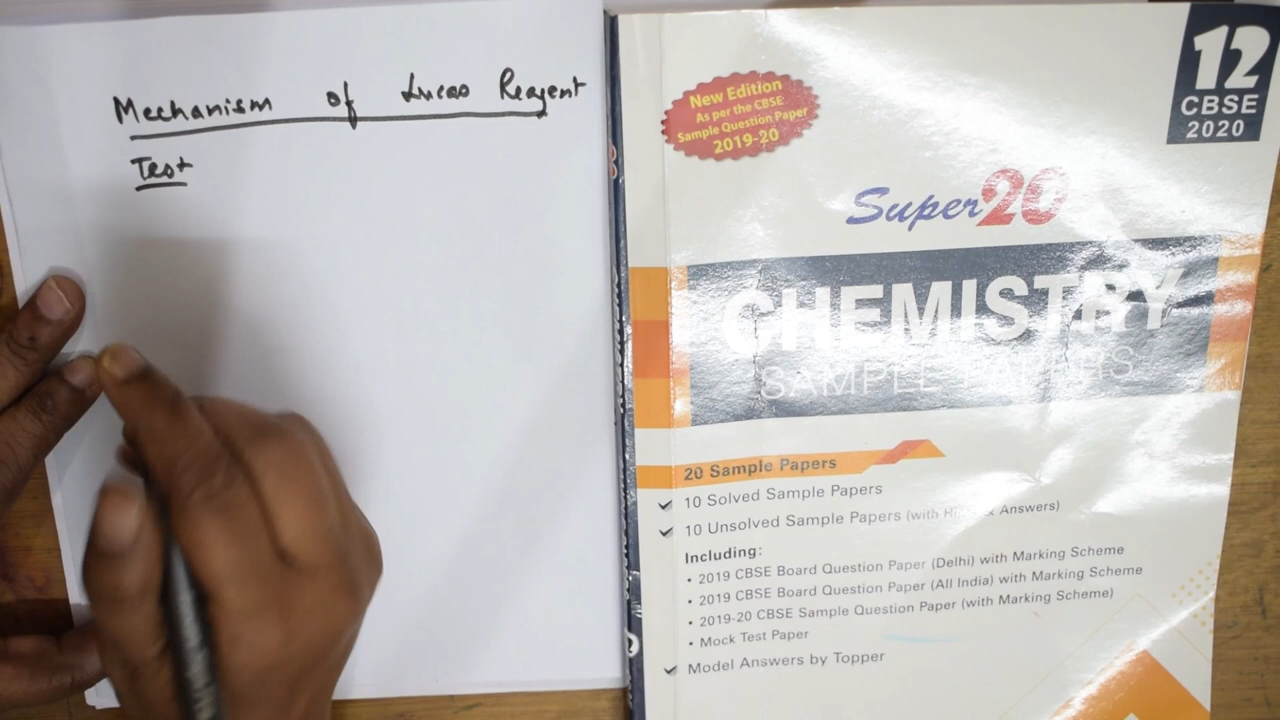 Mechanism of Lucas Reagent
Test
New Edition
As per the CBSE
Sample Question Paper
2019-20
12
CBSE
2020
Super20
CHEMISTRY
SAMPLE PAPERS
20 Sample Papers
10 Solved Sample Papers
10 Unsolved Sample Papers (with & Answers)
Including:
• 2019 CBSE Board Question Paper (Delhi) with Marking Scheme
• 2019 CBSE Board Question Paper (All India) with Marking Scheme
• 2019-20 CBSE Sample Question Paper (with Marking Scheme)
• Mock Test Paper
Model Answers by Topper